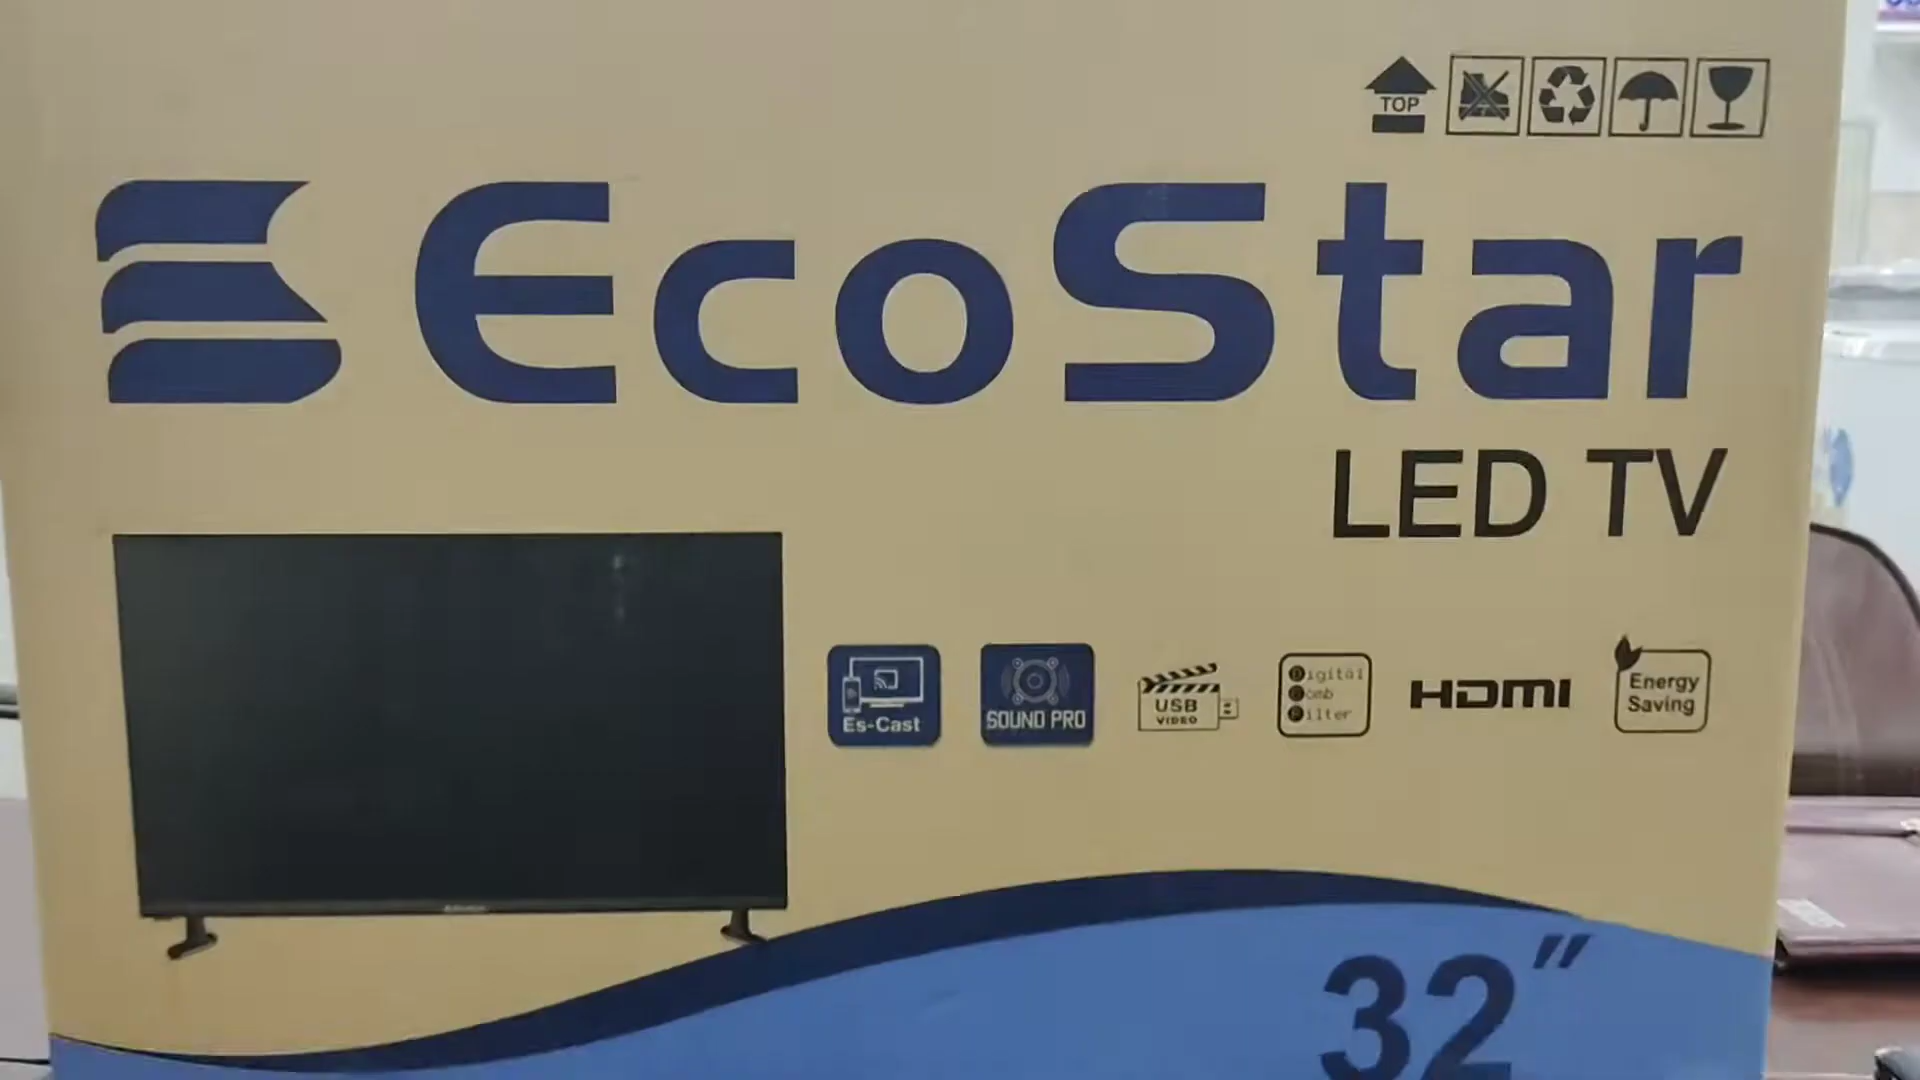 TOP
EcoStar
LED TV
Es-Cast
SOUND PRO
USB
VIDEO
Digital
Comb
Filter
HDMI
Energy
Saving
32"